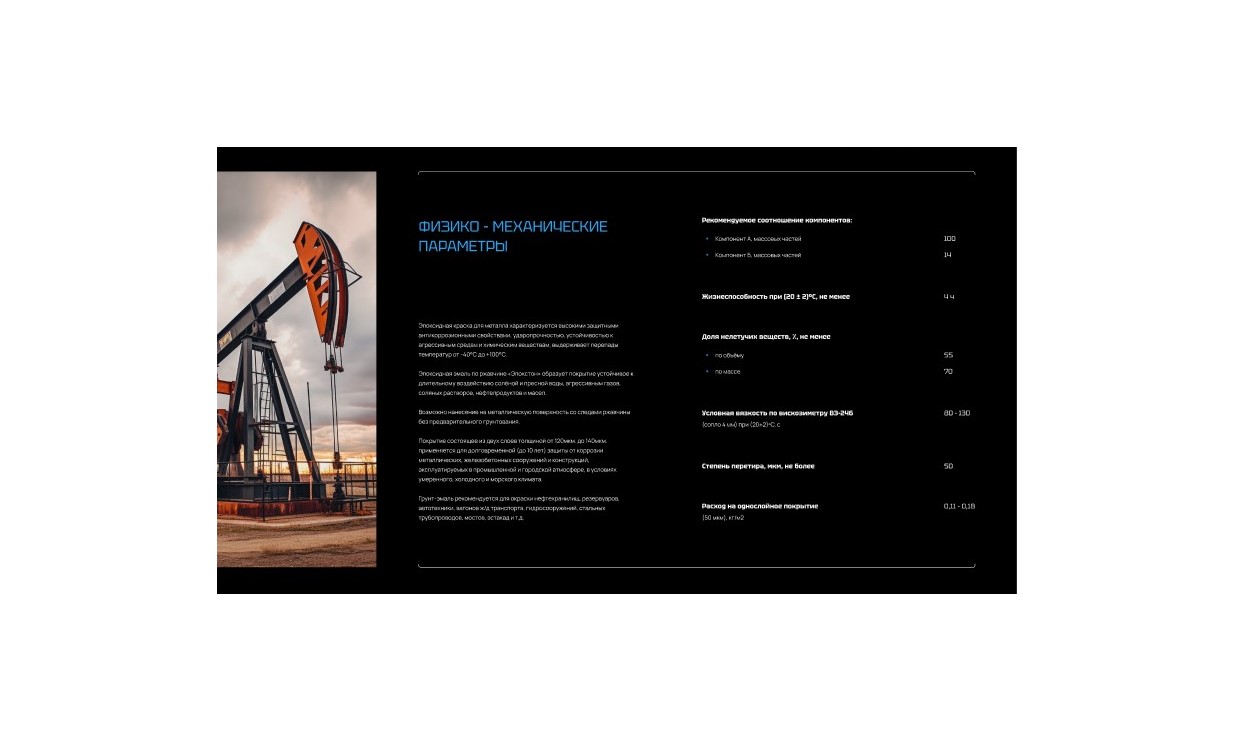 ФИЗИКО - МЕХАНИЧЕСКИЕ
ПАРАМЕТРЫ
Эпоксидная краска для металла характеризуется высокими защитными
антикоррозионными свойствами, ударопрочностью, устойчивостью к
агрессивным средам и химическим веществам, выдерживает перепады
температур от -40°С до +100°С.
Эпоксидная эмаль по ржавчине «Эпокстон» образует покрытие устойчивое к
длительному воздействию солёной и пресной воды, агрессивным газов,
соляных растворов, нефтепродуктов и масел.
Возможно нанесение на металлическую поверхность со следами ржавчины
без предварительного грунтования.
Покрытие состоящее из двух слоев толщиной от 120мкм. до 140мкм.
применяется для долговременной (до 10 лет) защиты от коррозии
металлических, железобетонных сооружений и конструкций,
эксплуатируемых в промышленной и городской атмосфере, в условиях
умеренного, холодного и морского климата.
Грунт-эмаль рекомендуется для окраски нефтехранилищ, резервуаров,
автотехники, вагонов ж/д транспорта, гидросооружений, стальных
трубопроводов, мостов, эстакад и т.д.
Рекомендуемое соотношение компонентов:
Компонент А, массовых частей 100
Компонент Б, массовых частей 14
Жизнеспособность при (20 ± 2)°С, не менее 4 ч
Доля нелетучих веществ, %, не менее
по объёму 55
по массе 70
Условная вязкость по вискозиметру ВЗ-246 80 - 130
(сопло 4 мм) при (20±2)°С, с
Степень перетира, мкм, не более 50
Расход на однослойное покрытие 0,11 - 0,18
(50 мкм), кг/м2